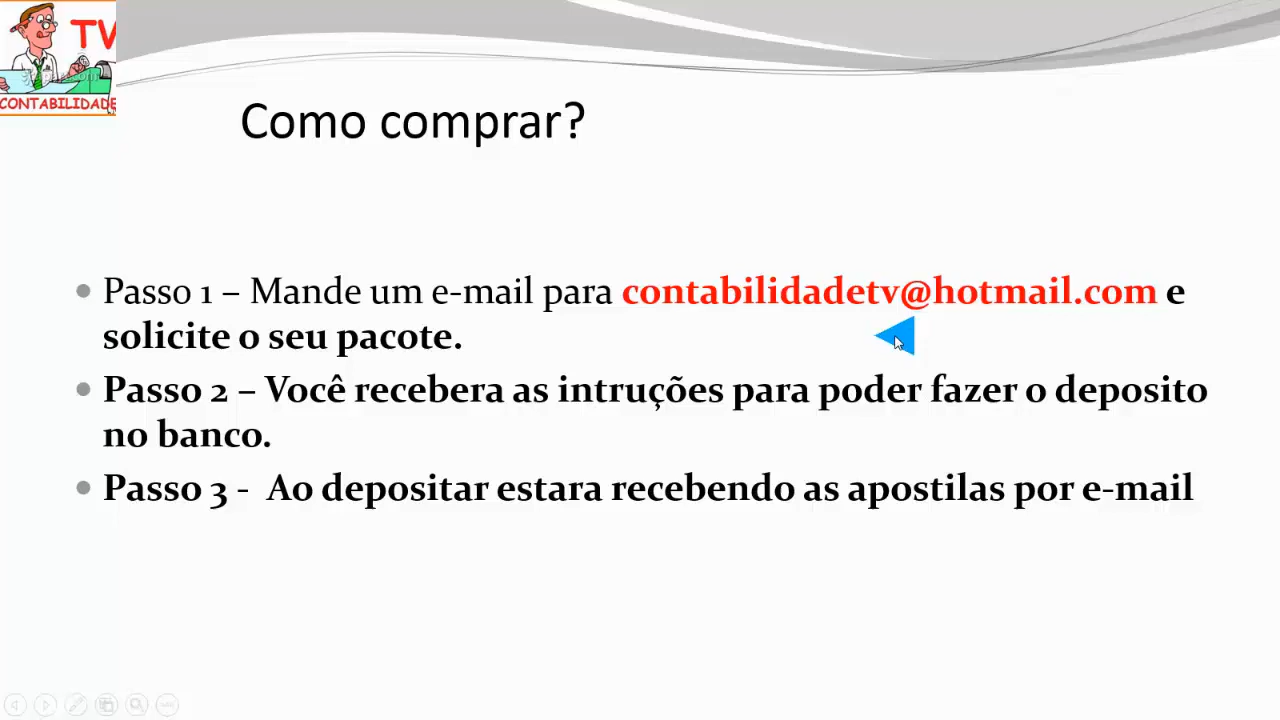 TV
CONTABILIDADE
Como comprar?
Passo 1 – Mande um e-mail para contabilidadetv@hotmail.com e
solicite o seu pacote.
Passo 2 – Você recebera as intruções para poder fazer o deposito
no banco.
Passo 3 - Ao depositar estara recebendo as apostilas por e-mail